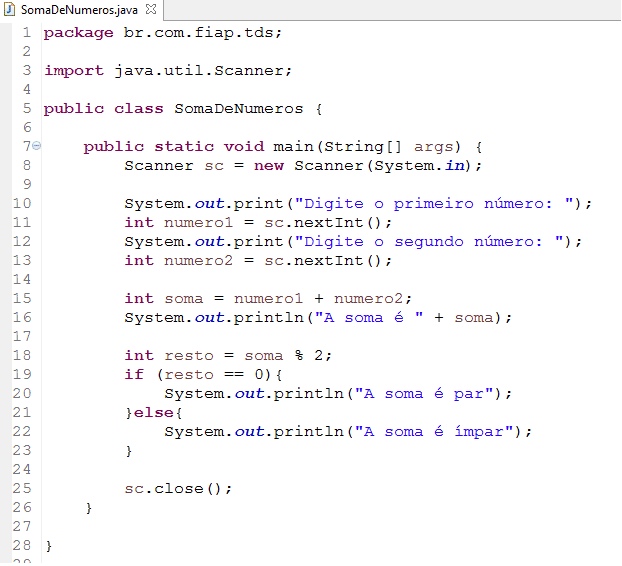 SomaDeNumeros.java
1 package br.com.fiap.tds;
2
3 import java.util.Scanner;
4
5 public class SomaDeNumeros {
6
7 public static void main(String[] args) {
8 Scanner sc = new Scanner(System.in);
9
10 System.out.print("Digite o primeiro número: ");
11 int numero1 = sc.nextInt();
12 System.out.print("Digite o segundo número: ");
13 int numero2 = sc.nextInt();
14
15 int soma = numero1 + numero2;
16 System.out.println("A soma é " + soma);
17
18 int resto = soma % 2;
19 if (resto == 0){
20 System.out.println("A soma é par");
21 }else{
22 System.out.println("A soma é ímpar");
23 }
24
25 sc.close();
26 }
27
28 }